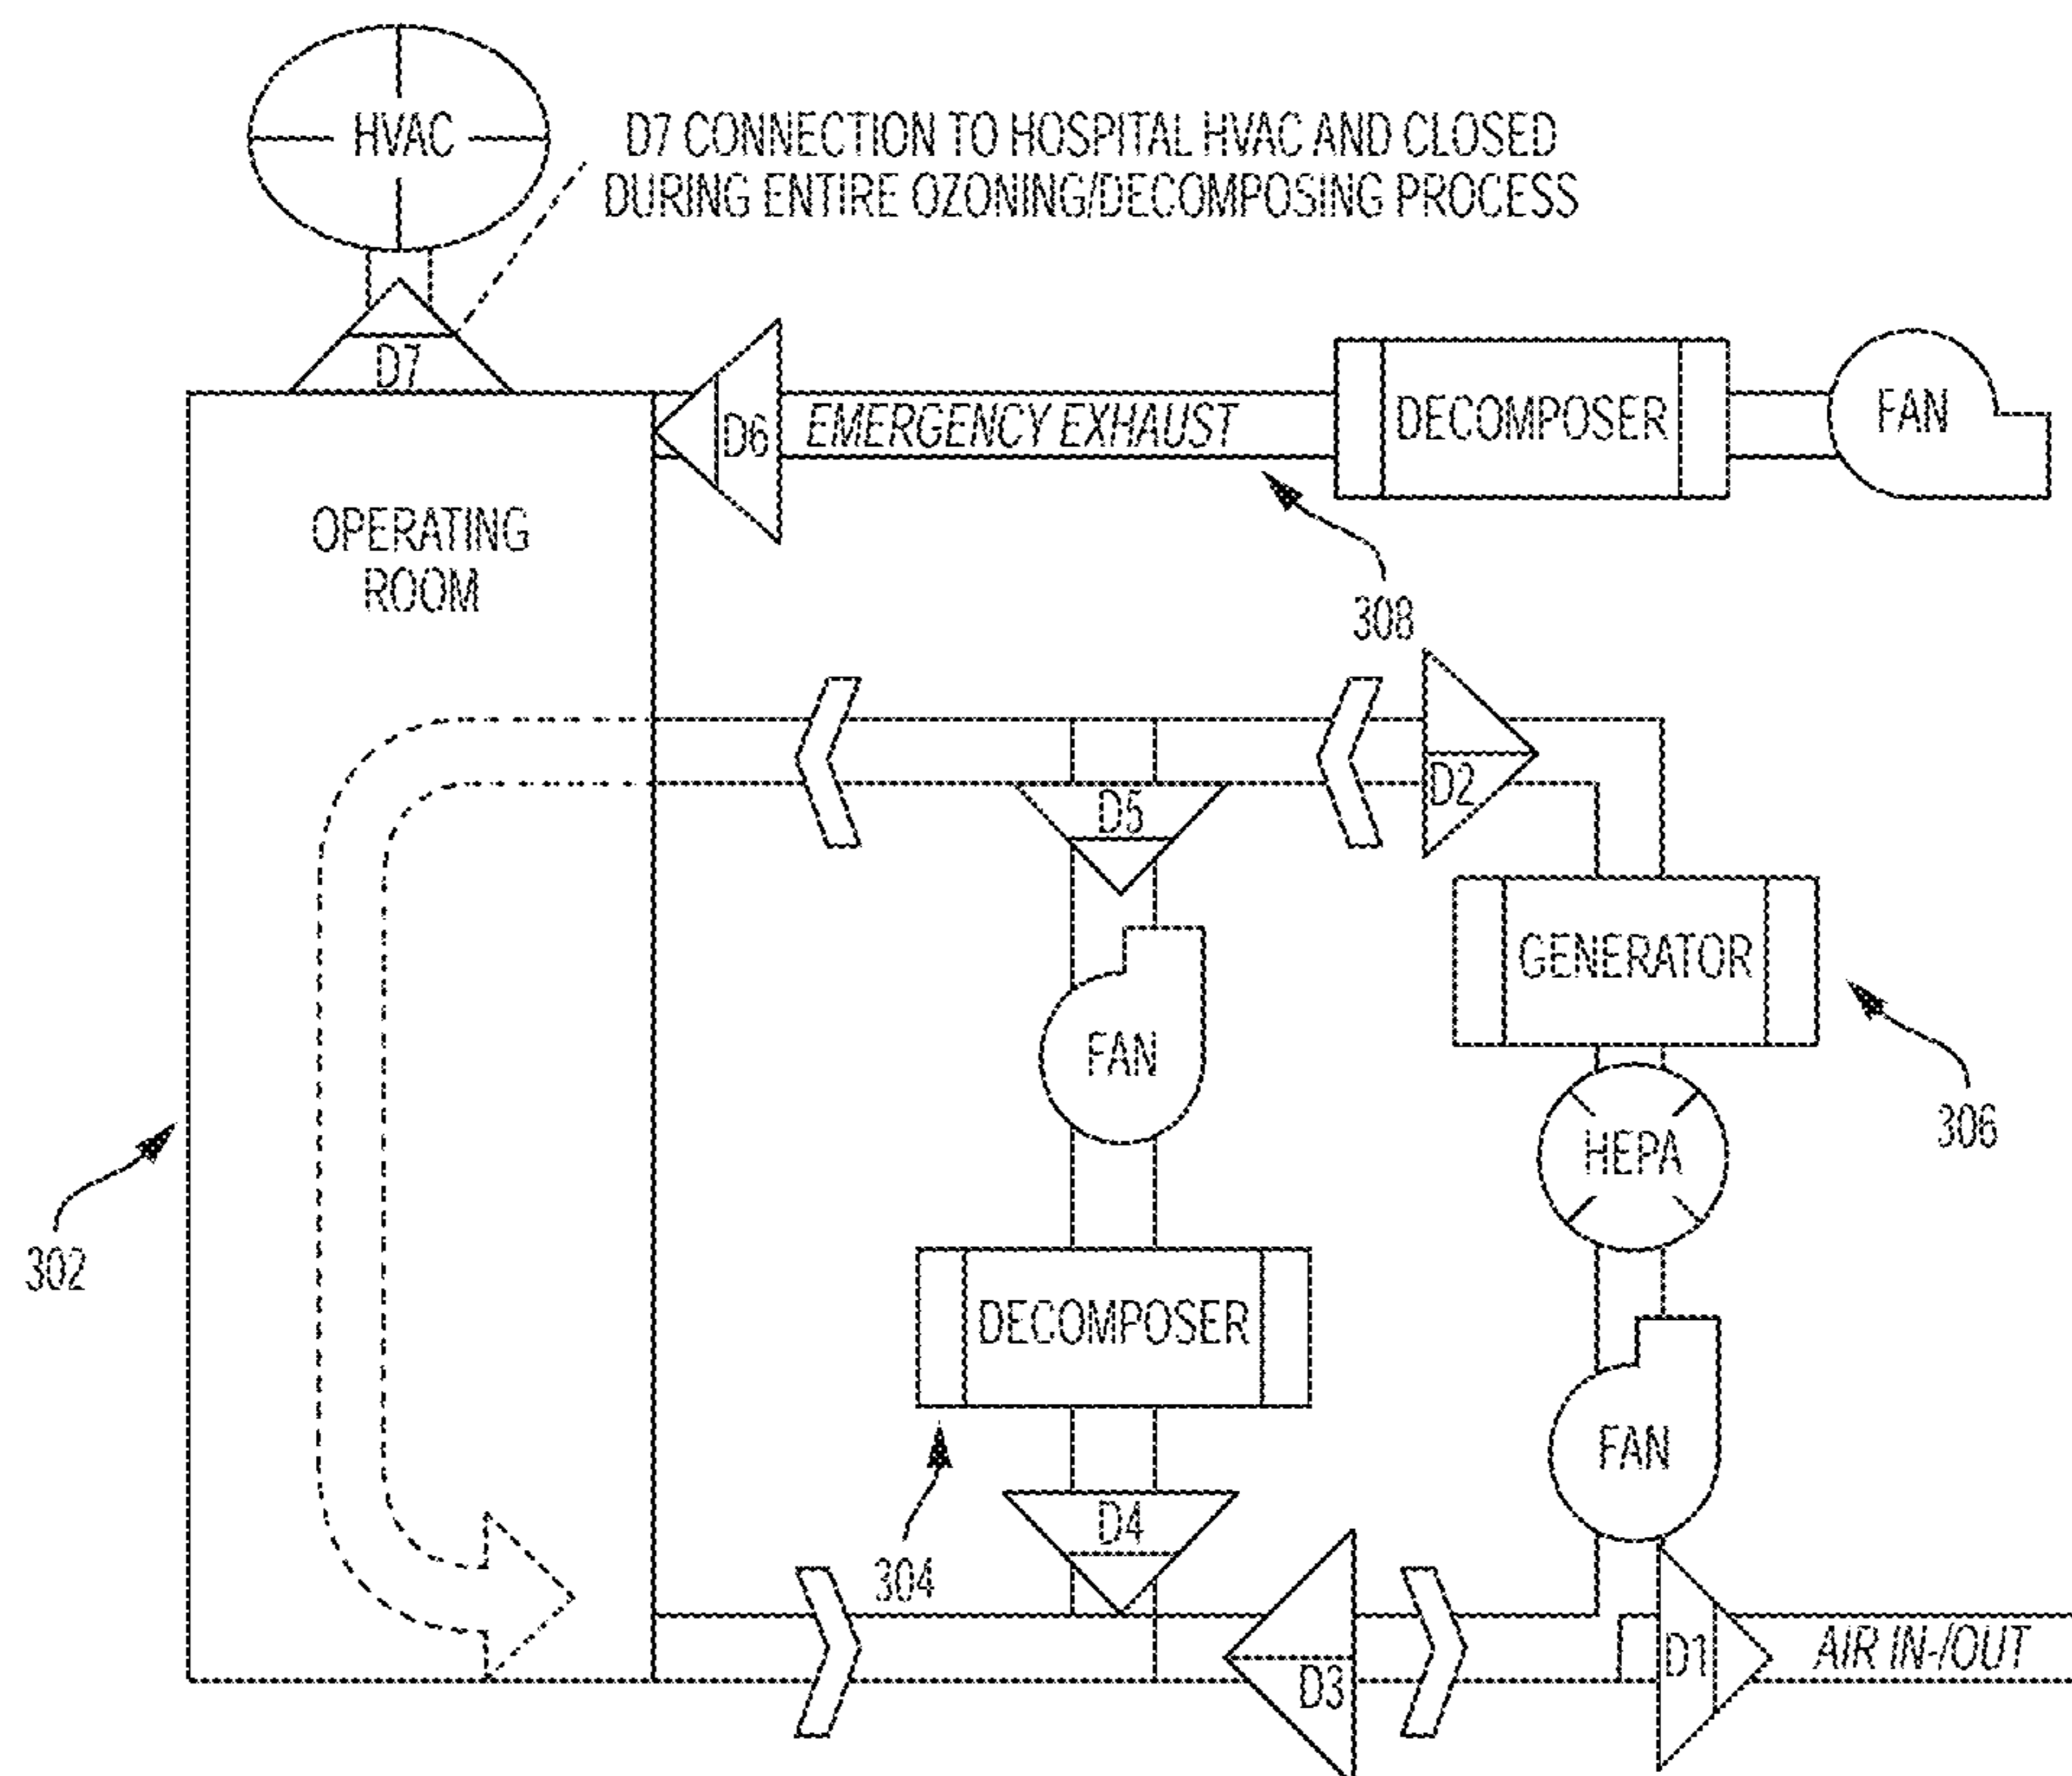 HVAC
D7 CONNECTION TO HOSPITAL HVAC AND CLOSED
DURING ENTIRE OZONING/DECOMPOSING PROCESS
D7
D6
EMERGENCY EXHAUST
DECOMPOSER
FAN
OPERATING
ROOM
308
D2
D5
GENERATOR
306
FAN
HEPA
302
DECOMPOSER
FAN
D4
304
D3
D1
AIR IN-/OUT